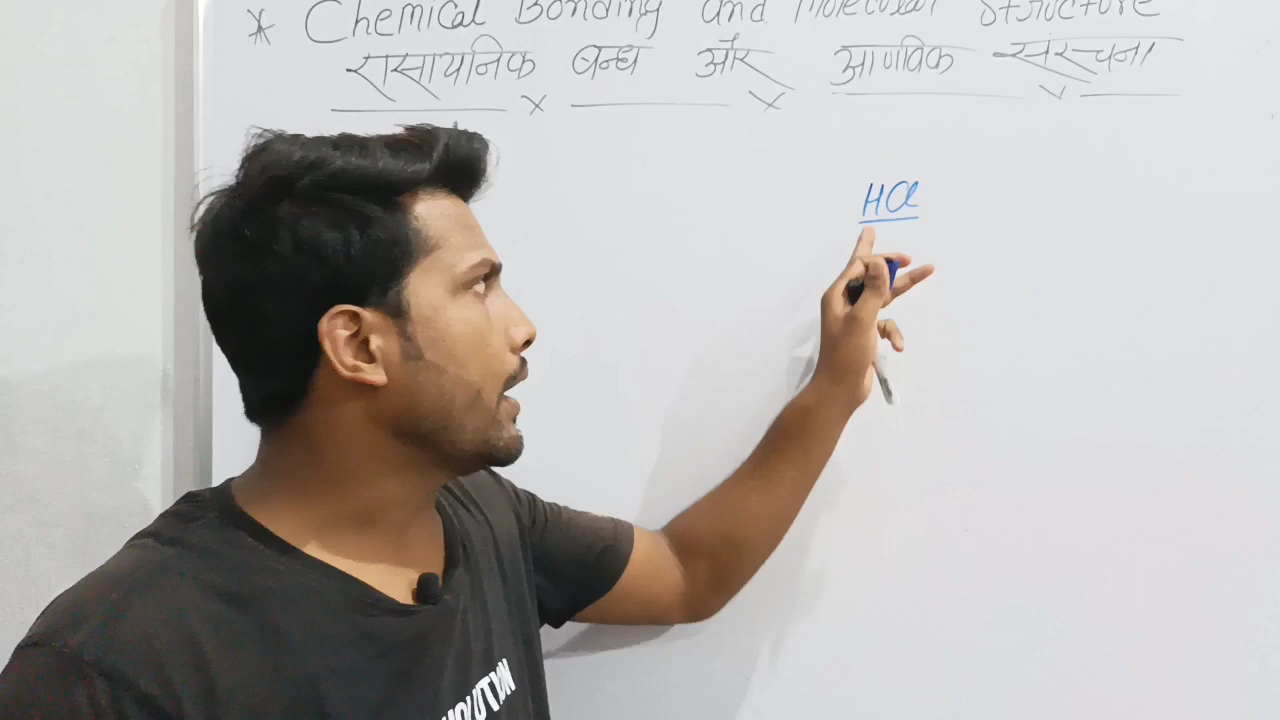 * Chemical Bonding and Molecular Structure
रासायनिक बन्ध और आणविक संरचना
HCl